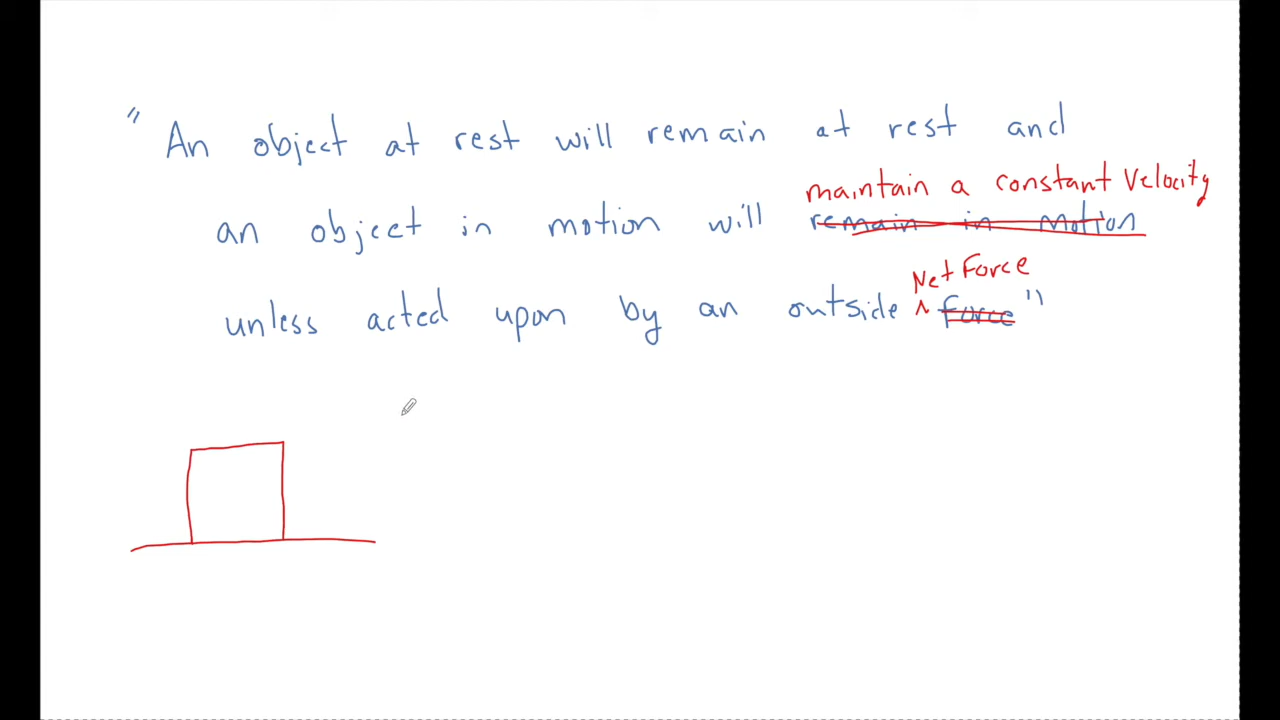 " An object at rest will remain at rest and
maintain a constant Velocity
an object in motion will remain in motion
Net Force
unless acted upon by an outside ^ force "